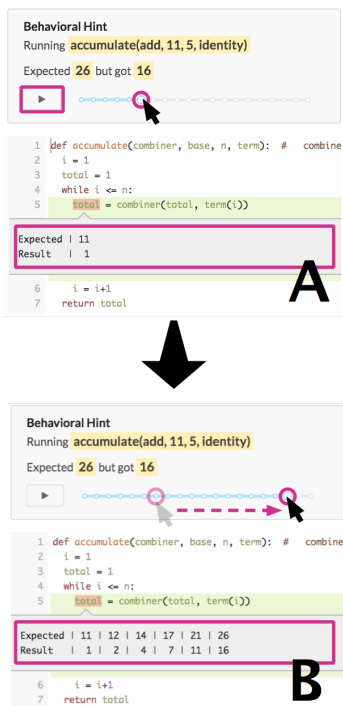 Behavioral Hint
Running accumulate(add, 11, 5, identity)
Expected 26 but got 16
1 def accumulate(combiner, base, n, term): # combine
2 i = 1
3 total = 1
4 while i <= n:
5 total = combiner(total, term(i))
Expected | 11
Result | 1
A
6 i = i+1
7 return total
Behavioral Hint
Running accumulate(add, 11, 5, identity)
Expected 26 but got 16
1 def accumulate(combiner, base, n, term): # combine
2 i = 1
3 total = 1
4 while i <= n:
5 total = combiner(total, term(i))
Expected | 11 | 12 | 14 | 17 | 21 | 26
Result | 1 | 2 | 4 | 7 | 11 | 16
B
6 i = i+1
7 return total